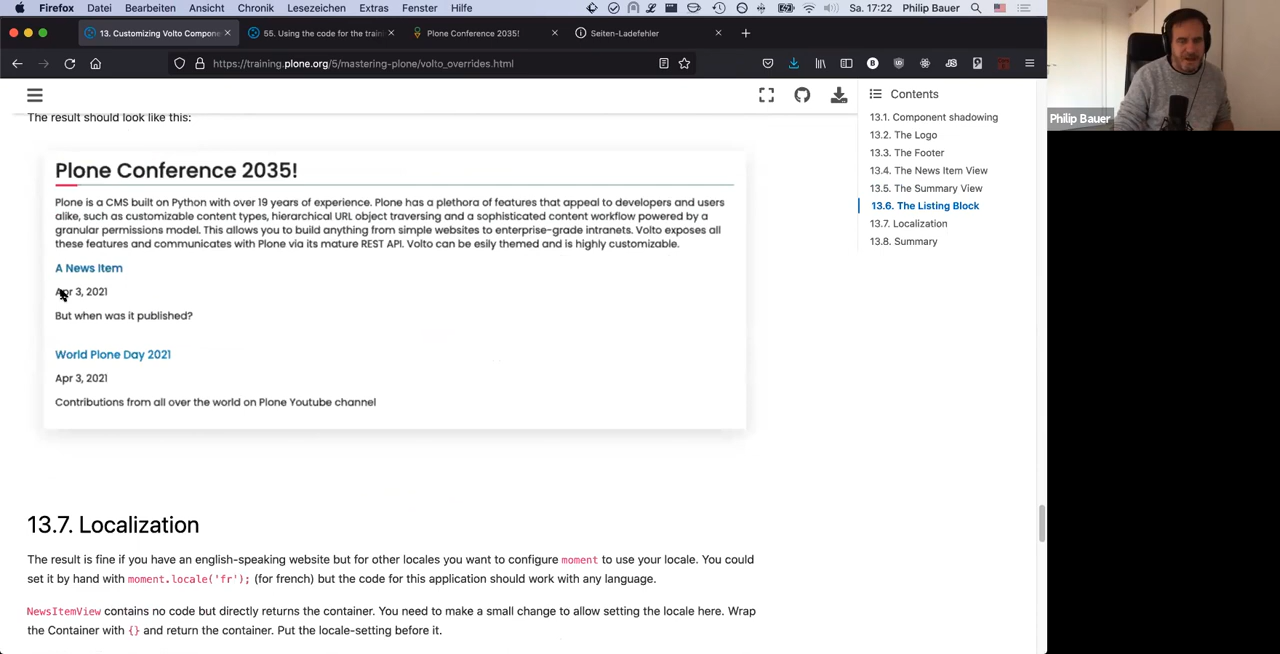 Firefox Datei Bearbeiten Ansicht Chronik Lesezeichen Extras Fenster Hilfe Sa. 17:22 Philip Bauer
13. Customizing Volto Compone
55. Using the code for the train
Plone Conference 2035!
Seiten-Ladefehler
https://training.plone.org/5/mastering-plone/volto_overrides.html
The result should look like this:
Plone Conference 2035!
Plone is a CMS built on Python with over 19 years of experience. Plone has a plethora of features that appeal to developers and users
alike, such as customizable content types, hierarchical URL object traversing and a sophisticated content workflow powered by a
granular permissions model. This allows you to build anything from simple websites to enterprise-grade intranets. Volto exposes all
these features and communicates with Plone via its mature REST API. Volto can be esily themed and is highly customizable.
A News Item
Apr 3, 2021
But when was it published?
World Plone Day 2021
Apr 3, 2021
Contributions from all over the world on Plone Youtube channel
13.7. Localization
The result is fine if you have an english-speaking website but for other locales you want to configure moment to use your locale. You could
set it by hand with moment.locale('fr'); (for french) but the code for this application should work with any language.
NewsItemView contains no code but directly returns the container. You need to make a small change to allow setting the locale here. Wrap
the Container with {} and return the container. Put the locale-setting before it.
Contents
13.1. Component shadowing
13.2. The Logo
13.3. The Footer
13.4. The News Item View
13.5. The Summary View
13.6. The Listing Block
13.7. Localization
13.8. Summary
Philip Bauer